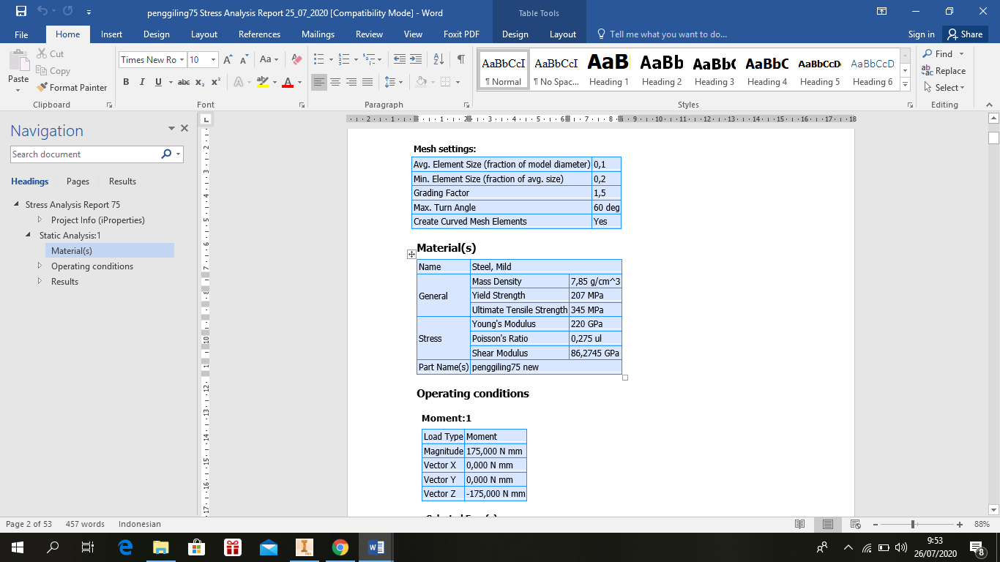 penggiling75 Stress Analysis Report 25_07_2020 [Compatibility Mode] - Word
Table Tools
File
Home
Insert
Design
Layout
References
Mailings
Review
View
Foxit PDF
Design
Layout
Tell me what you want to do...
Sign in
Share
Paste
Cut
Copy
Format Painter
Clipboard
Times New Ro
10
Font
Paragraph
AaBbCcI
¶ Normal
AaBbCcI
¶ No Spac...
AaB
Heading 1
AaBb
Heading 2
AaBb(
Heading 3
AaBbC
Heading 4
AaBbCcD
Heading 5
AaBbCcD
Heading 6
Styles
Find
Replace
Select
Editing
Navigation
Search document
Headings
Pages
Results
Stress Analysis Report 75
Project Info (iProperties)
Static Analysis:1
Material(s)
Operating conditions
Results
Mesh settings:
Avg. Element Size (fraction of model diameter) 0,1
Min. Element Size (fraction of avg. size) 0,2
Grading Factor 1,5
Max. Turn Angle 60 deg
Create Curved Mesh Elements Yes
Material(s)
Name Steel, Mild
General
Mass Density 7,85 g/cm^3
Yield Strength 207 MPa
Ultimate Tensile Strength 345 MPa
Stress
Young's Modulus 220 GPa
Poisson's Ratio 0,275 ul
Shear Modulus 86,2745 GPa
Part Name(s) penggiling75 new
Operating conditions
Moment:1
Load Type Moment
Magnitude 175,000 N mm
Vector X 0,000 N mm
Vector Y 0,000 N mm
Vector Z -175,000 N mm
Page 2 of 53
457 words
Indonesian
88%
9:53
26/07/2020
8